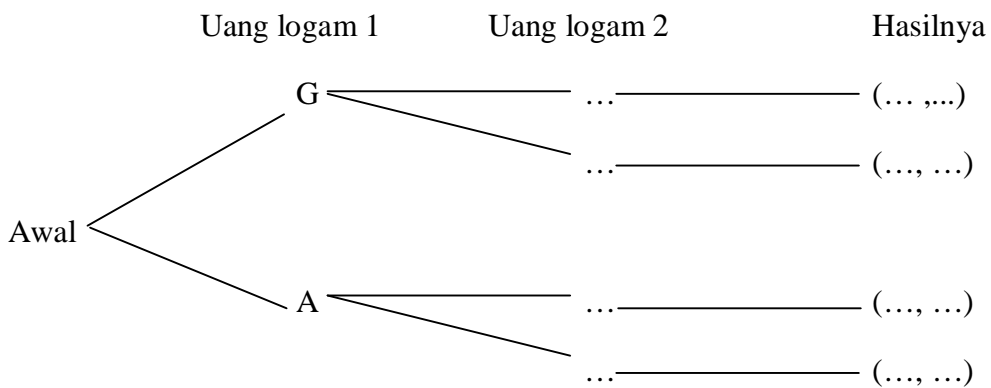 Uang logam 1 Uang logam 2 Hasilnya
G … (… ,...)
… (…, …)
Awal
A … (…, …)
… (…, …)